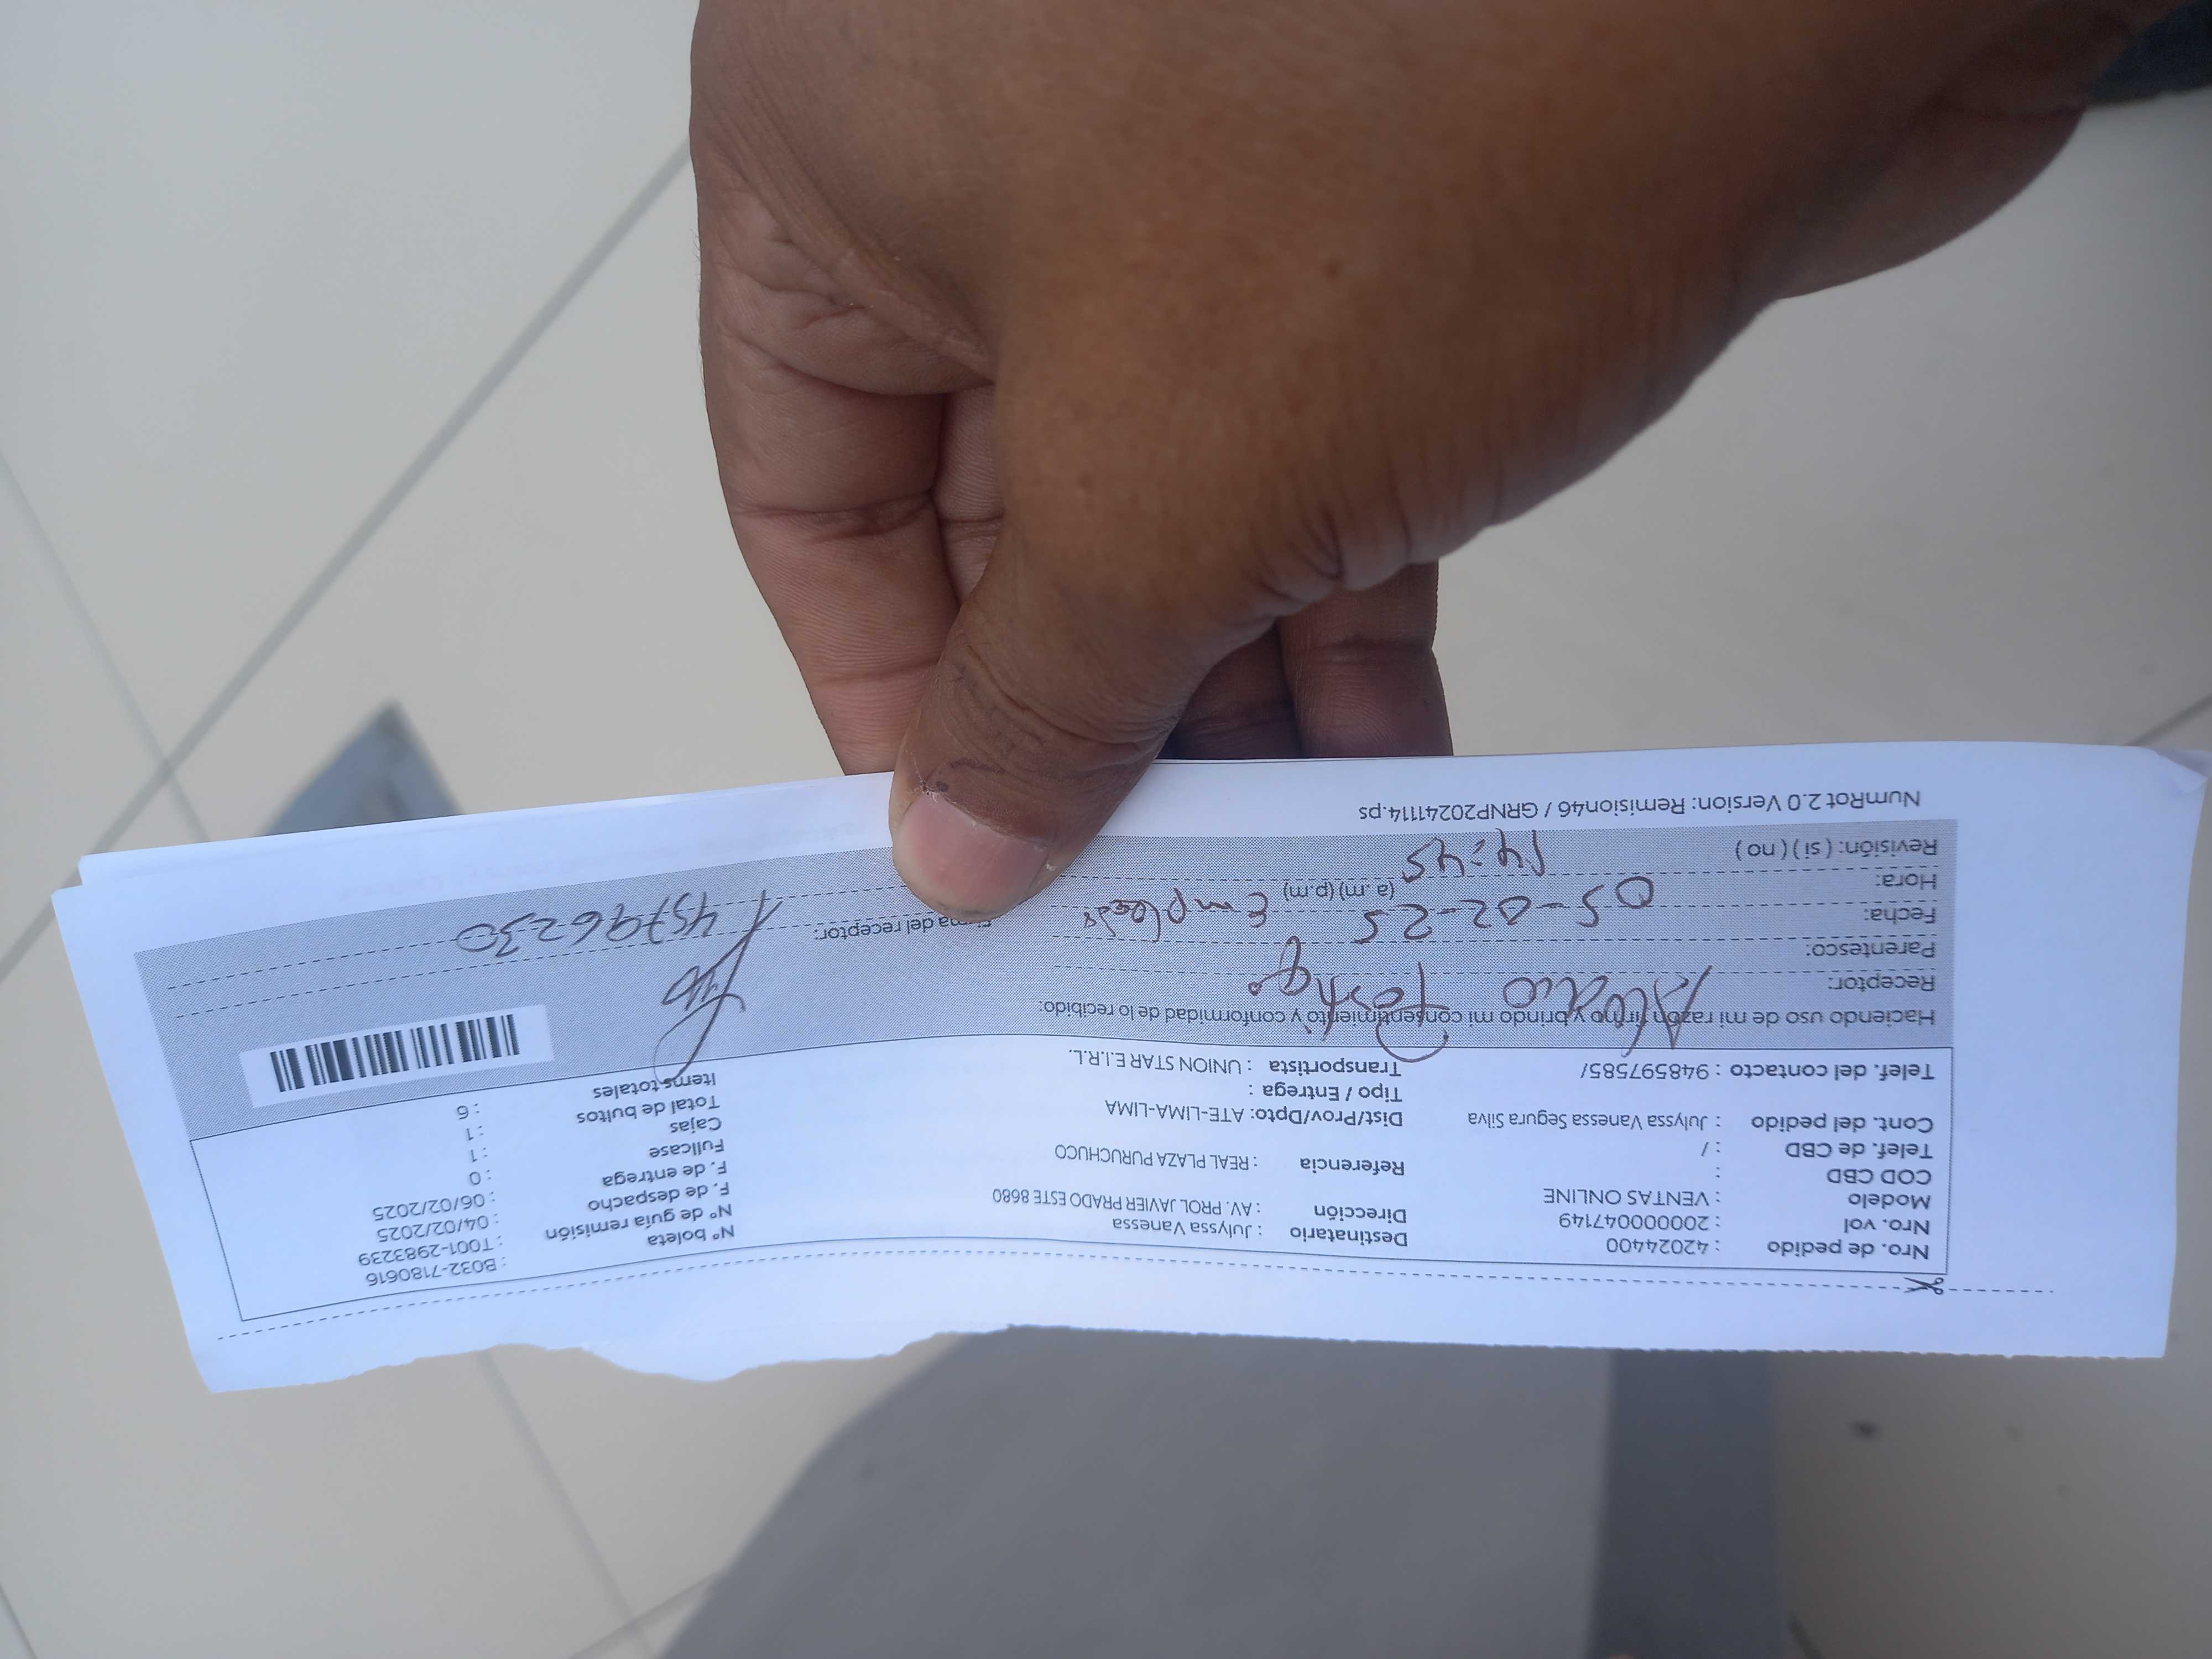 Nro. de pedido : 42024400
Nro. vol. : 2000004​7149
Modelo : VENTAS ONLINE
COD CBD :
Telef. de CBD : /
Cont. del pedido : Julyssa Vanessa Segura Silva
Telef. del contacto : 948597585/
Destinatario : Julyssa Vanessa
Dirección : AV. PROL JAVIER PRADO ESTE 8680
Referencia : REAL PLAZA PURUCHUCO
Dist/Prov/Dpto: ATE-LIMA-LIMA
Tipo / Entrega :
Transportista : UNION STAR E.I.R.L.
N° boleta : B032-7180616
N° de guía remisión : T001-2983239
F. de despacho : 04/02/2025
F. de entrega : 06/02/2025
Fullcase : 0
Cajas : 1
Total de bultos : 1
Items totales : 6
Haciendo uso de mi razón firmo y brindo mi consentimiento y conformidad de lo recibido:
Receptor:
Parentesco: Empleado
Fecha: 05-02-25
Hora: (a.m) (p.m)
14:45
Revisión: ( si ) ( no )
del receptor:
45796230
NumRot 2.0 Version: Remision46 / GRNP20241114.ps